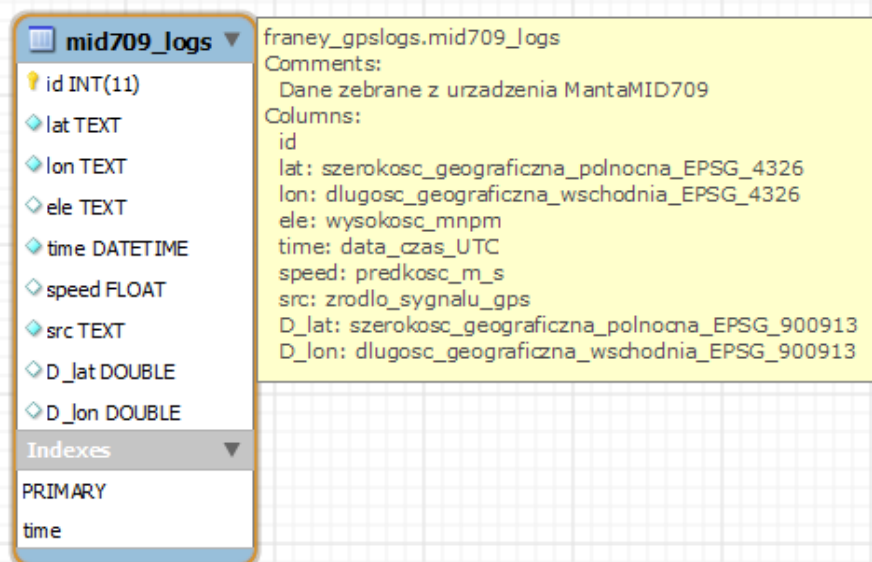 mid709_logs
id INT(11)
lat TEXT
lon TEXT
ele TEXT
time DATETIME
speed FLOAT
src TEXT
D_lat DOUBLE
D_lon DOUBLE
Indexes
PRIMARY
time
franey_gpslogs.mid709_logs
Comments:
Dane zebrane z urzadzenia MantaMID709
Columns:
id
lat: szerokosc_geograficzna_polnocna_EPSG_4326
lon: dlugosc_geograficzna_wschodnia_EPSG_4326
ele: wysokosc_mnpm
time: data_czas_UTC
speed: predkosc_m_s
src: zrodlo_sygnalu_gps
D_lat: szerokosc_geograficzna_polnocna_EPSG_900913
D_lon: dlugosc_geograficzna_wschodnia_EPSG_900913